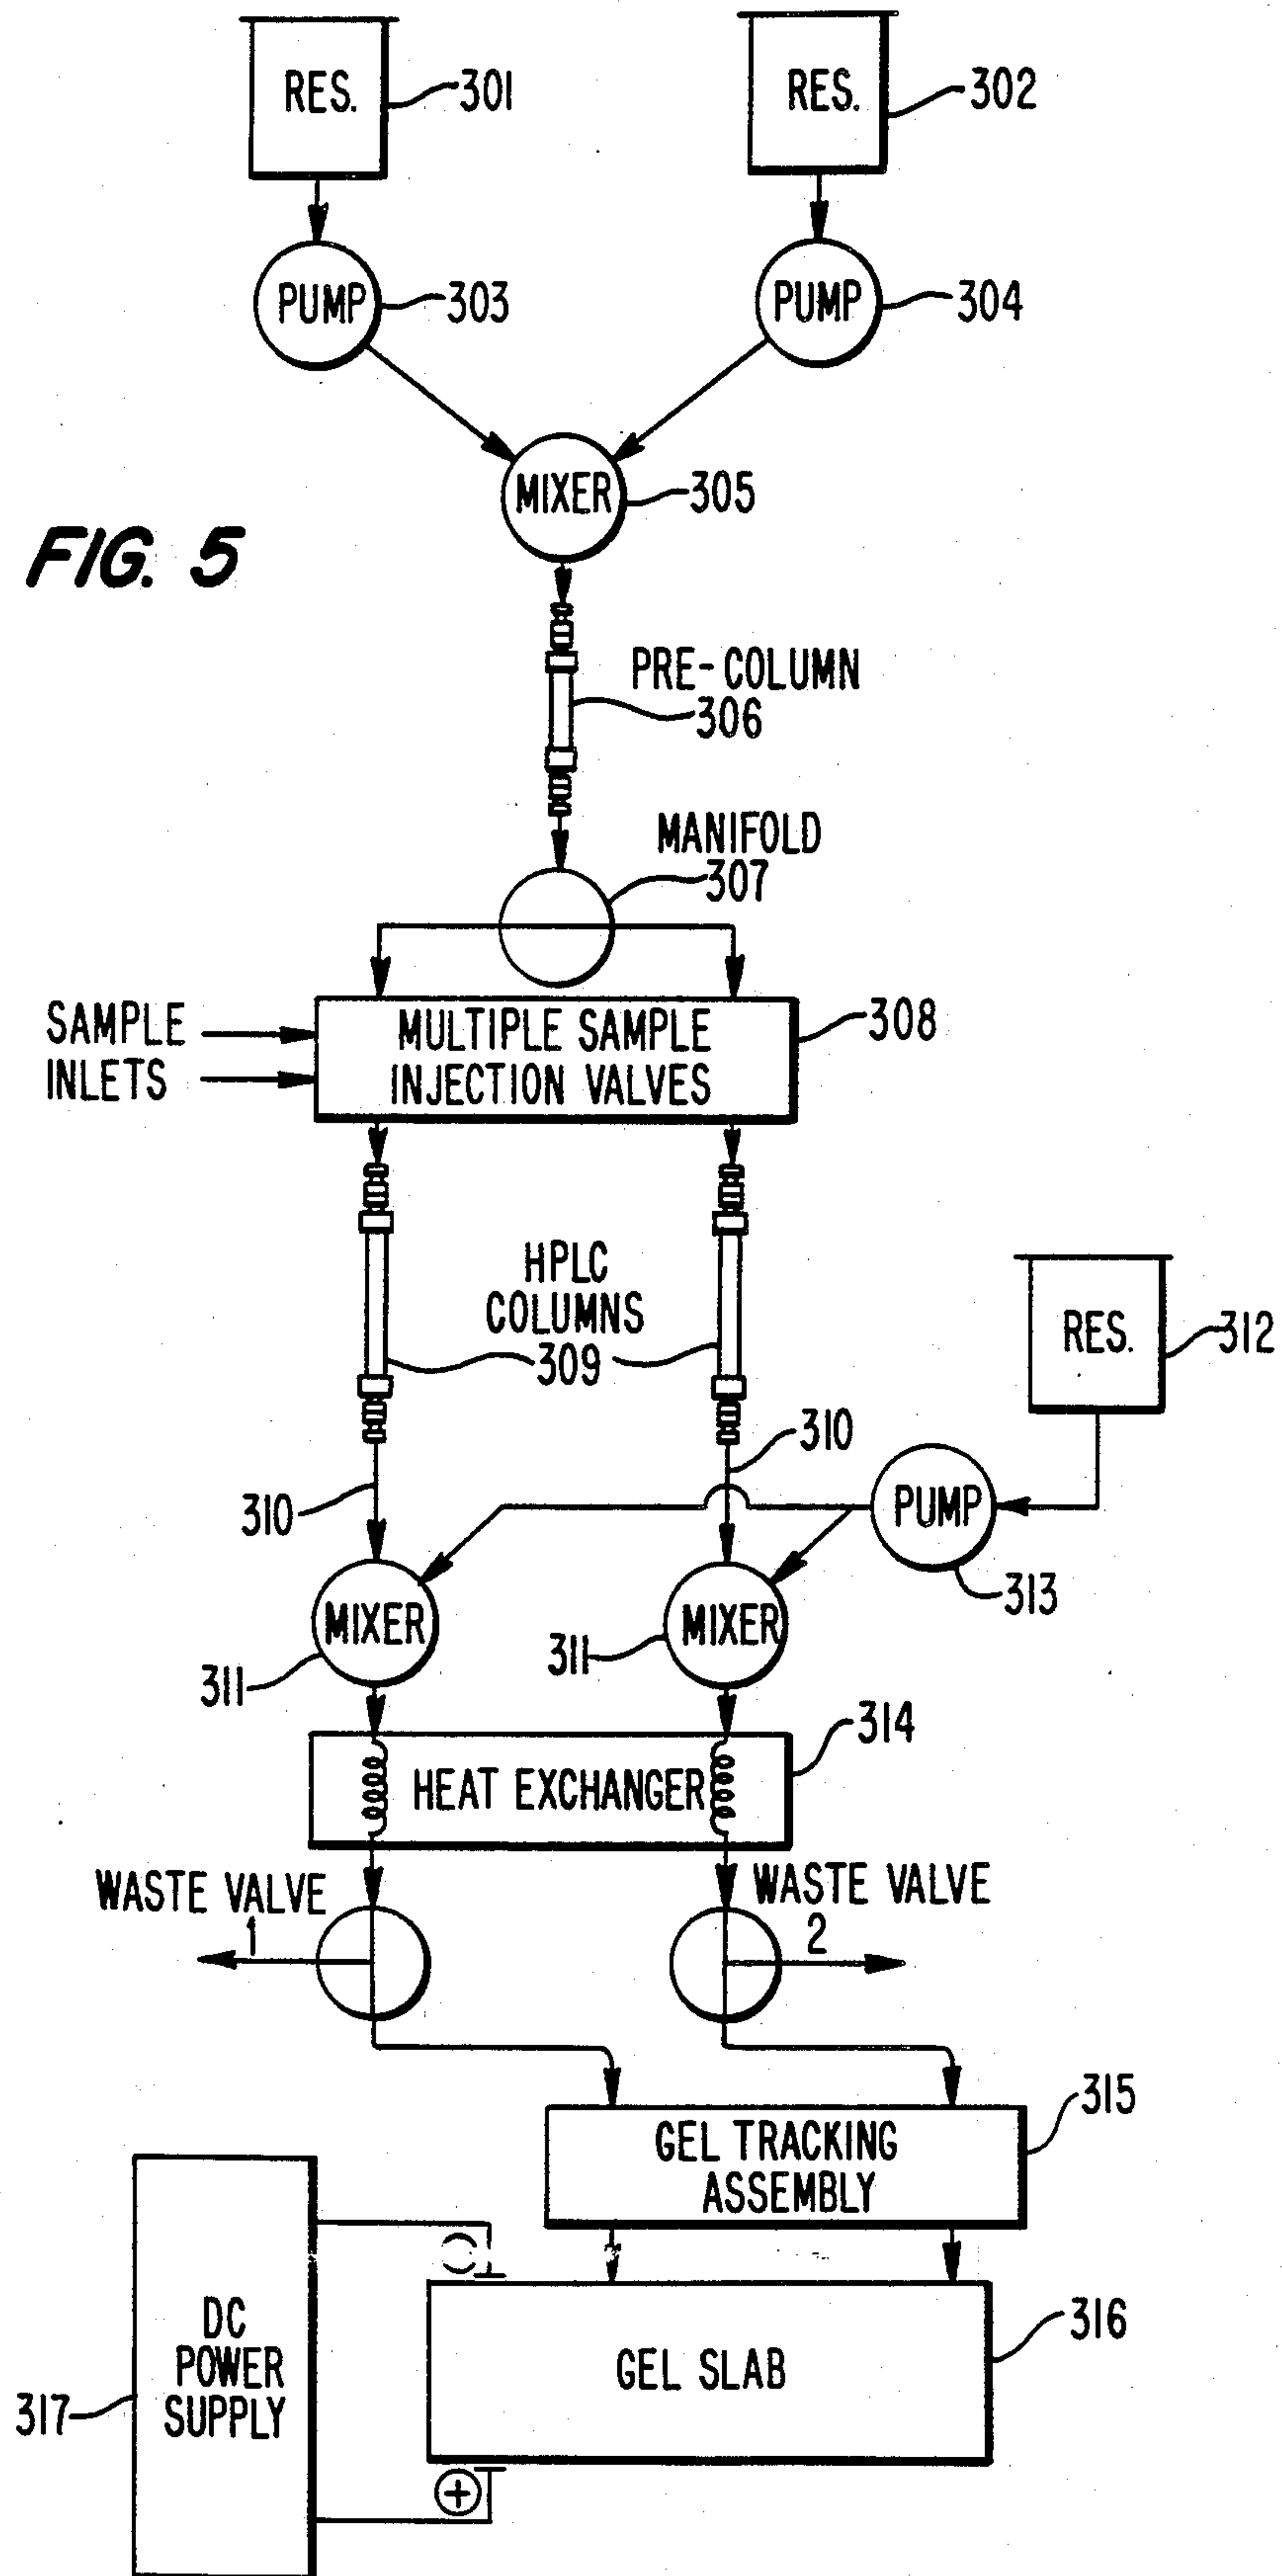 RES.
301
RES.
302
PUMP
303
PUMP
304
MIXER
305
FIG. 5
PRE-COLUMN
306
MANIFOLD
307
SAMPLE
INLETS
MULTIPLE SAMPLE
INJECTION VALVES
308
HPLC
COLUMNS
309
RES.
312
310
310
PUMP
313
MIXER
311
MIXER
311
HEAT EXCHANGER
314
WASTE VALVE
1
WASTE VALVE
2
GEL TRACKING
ASSEMBLY
315
DC
POWER
SUPPLY
317
GEL SLAB
316
+